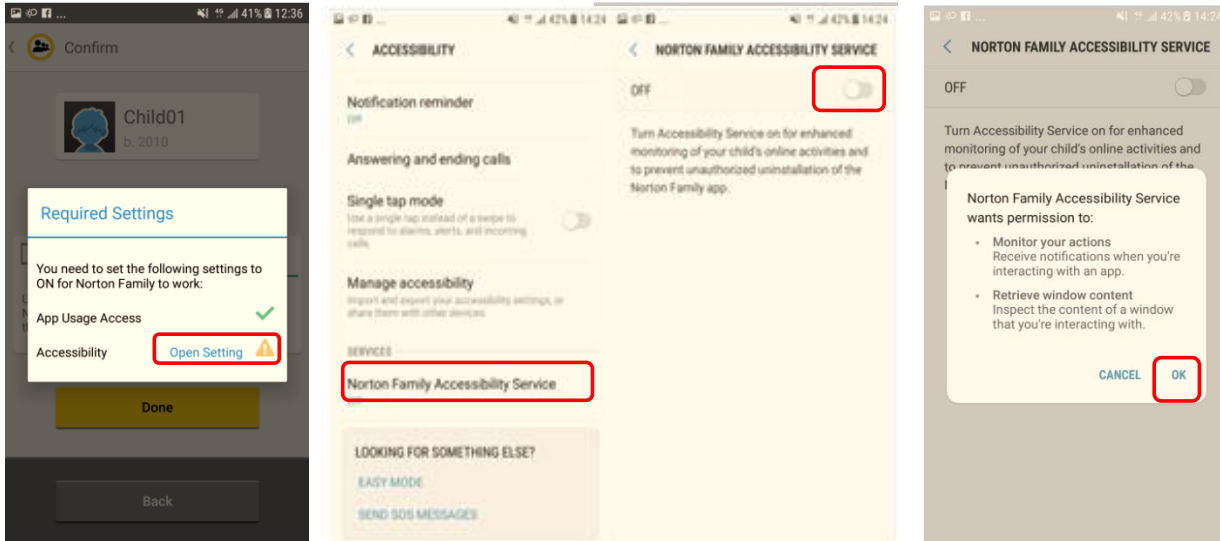 ... 41% 12:36
Confirm
Child01
b. 2010
Required Settings
You need to set the following settings to
ON for Norton Family to work:
App Usage Access
Accessibility Open Setting
Done
Back
... 42% 14:24
ACCESSIBILITY
Notification reminder
Off
Answering and ending calls
Single tap mode
Use a single tap instead of a swipe to
respond to alarms, alerts, and incoming
calls.
Manage accessibility
Import and export your accessibility settings, or
share them with other devices.
SERVICES
Norton Family Accessibility Service
Off
LOOKING FOR SOMETHING ELSE?
EASY MODE
SEND SOS MESSAGES
... 42% 14:24
NORTON FAMILY ACCESSIBILITY SERVICE
OFF
Turn Accessibility Service on for enhanced
monitoring of your child's online activities and
to prevent unauthorized uninstallation of the
Norton Family app.
... 42% 14:24
NORTON FAMILY ACCESSIBILITY SERVICE
OFF
Turn Accessibility Service on for enhanced
monitoring of your child's online activities and
to prevent unauthorized uninstallation of the
Norton Family Accessibility Service
wants permission to:
• Monitor your actions
Receive notifications when you're
interacting with an app.
• Retrieve window content
Inspect the content of a window
that you're interacting with.
CANCEL OK